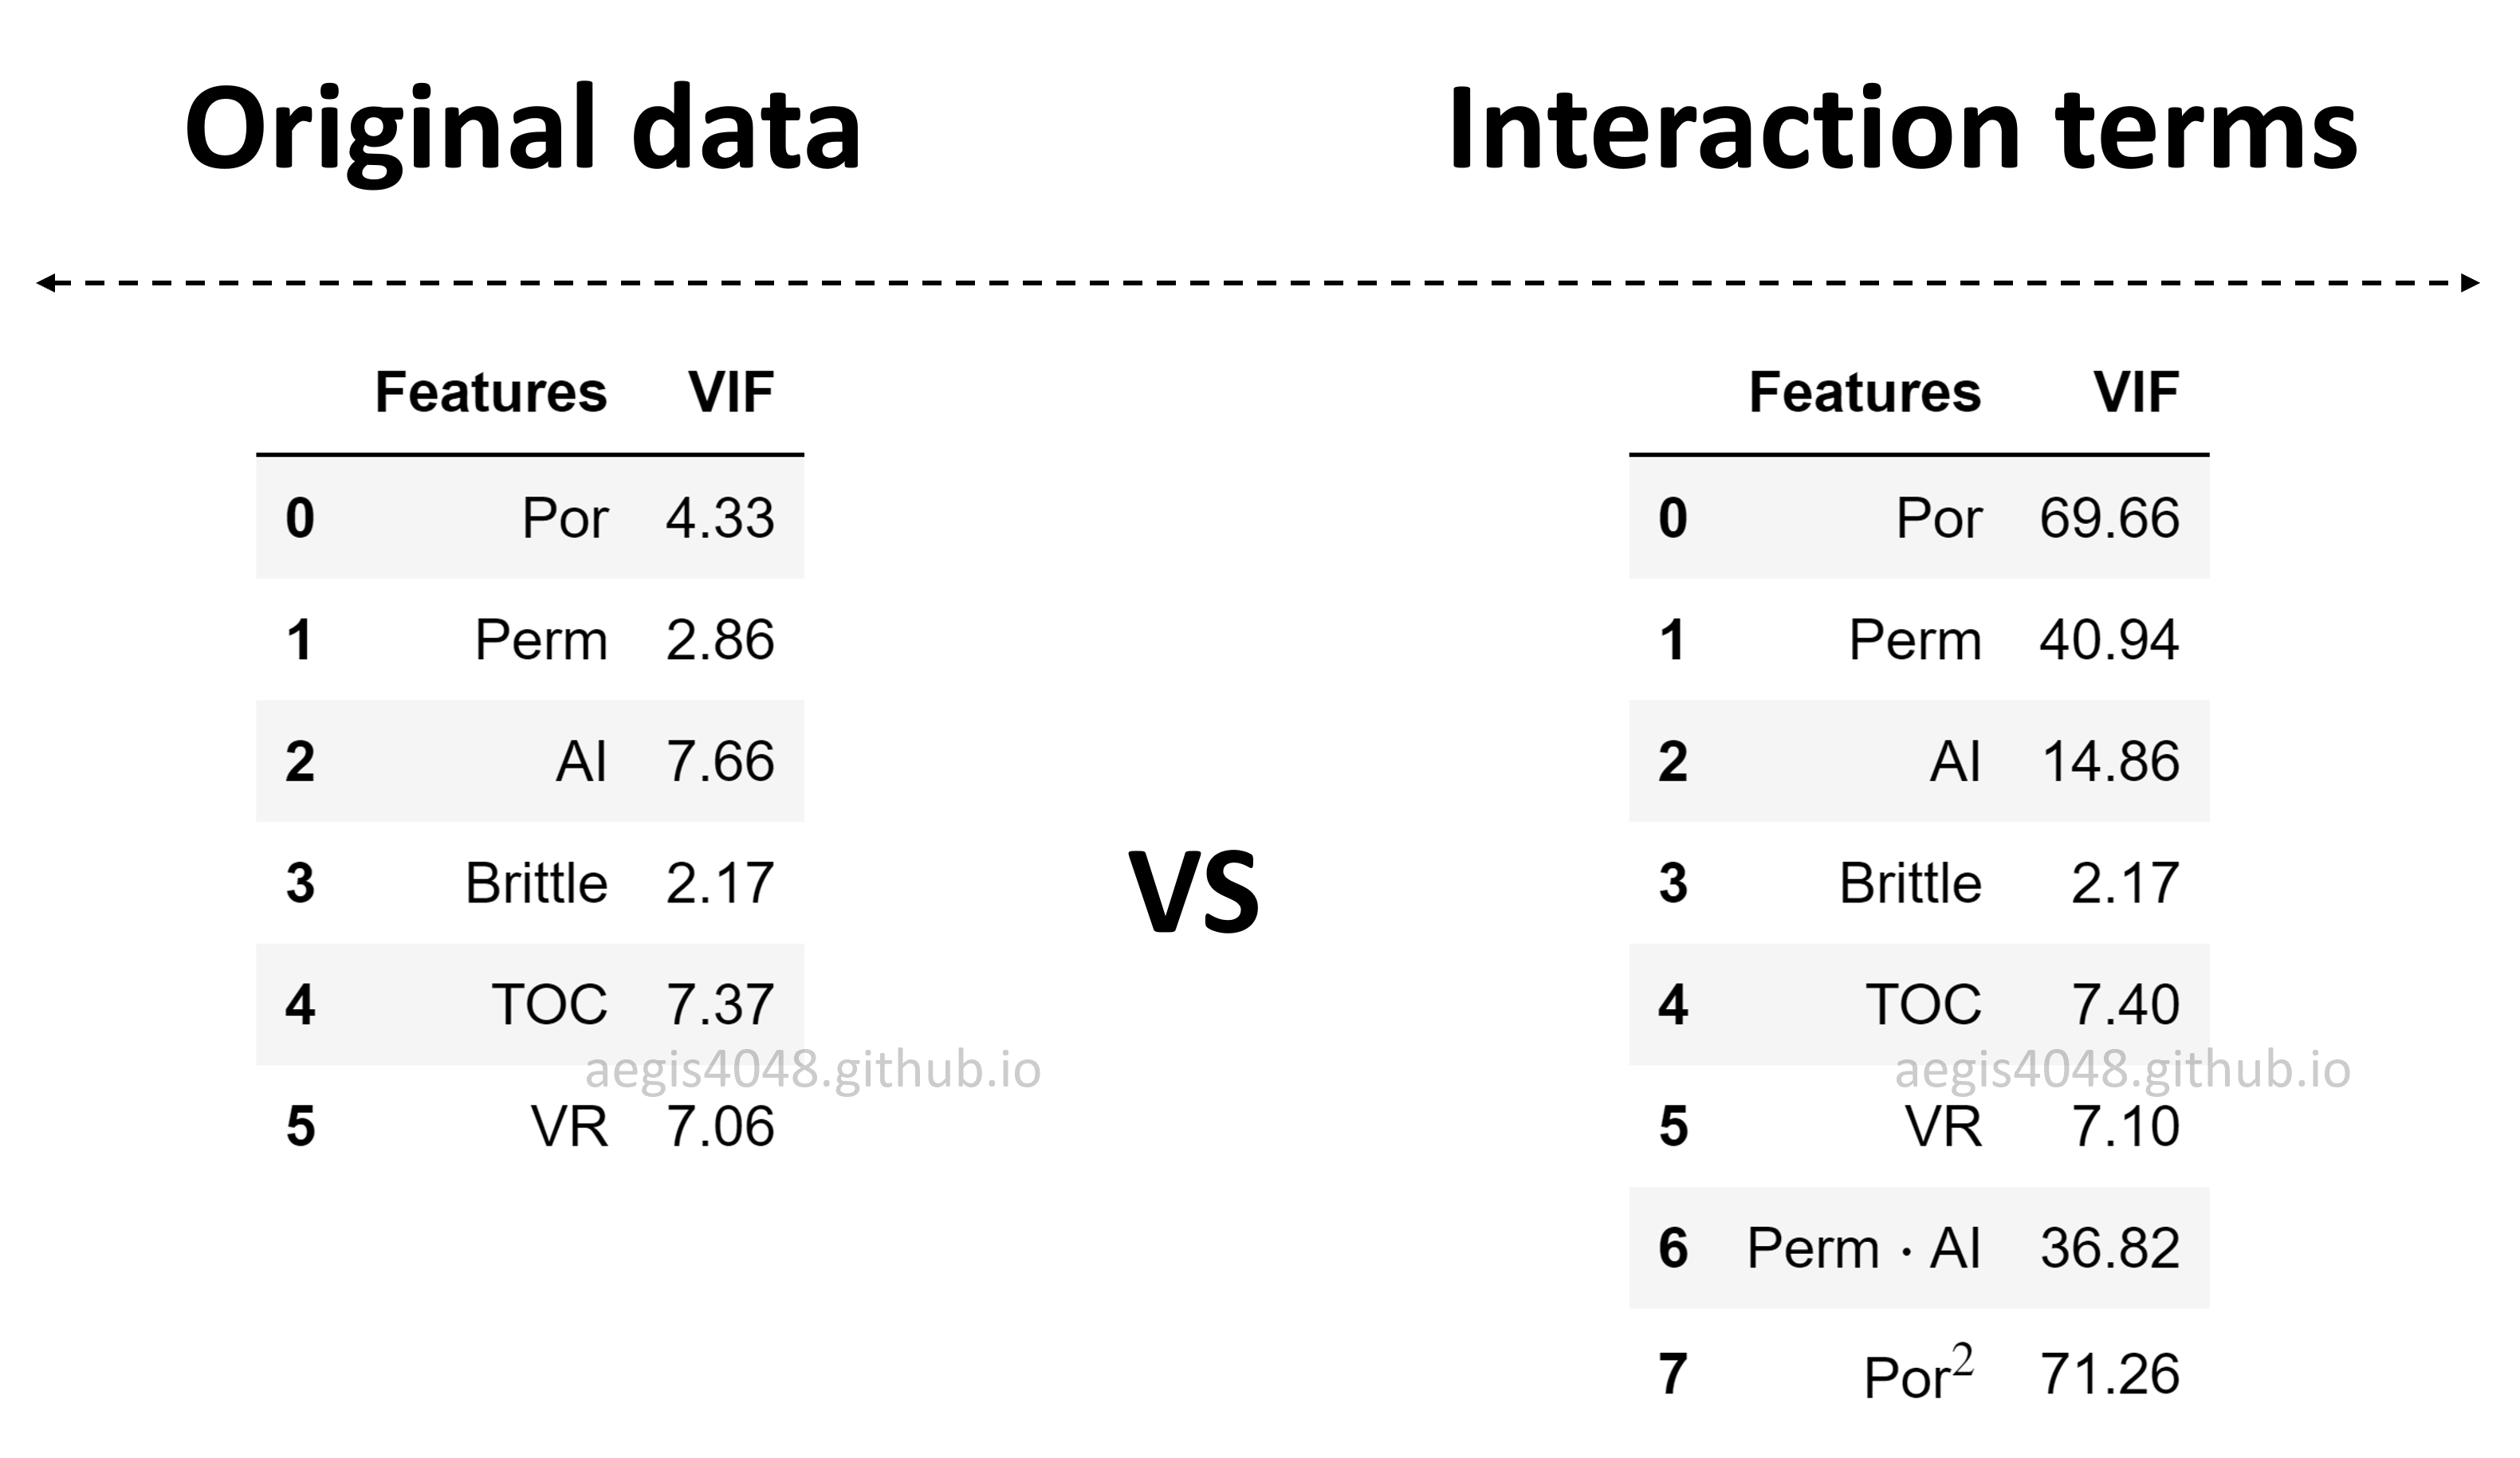 Original data
Interaction terms
Features VIF
0 Por 4.33
1 Perm 2.86
2 AI 7.66
3 Brittle 2.17
4 TOC 7.37
aegis4048.github.io
5 VR 7.06
VS
Features VIF
0 Por 69.66
1 Perm 40.94
2 AI 14.86
3 Brittle 2.17
4 TOC 7.40
aegis4048.github.io
5 VR 7.10
6 Perm · AI 36.82
7 Por² 71.26